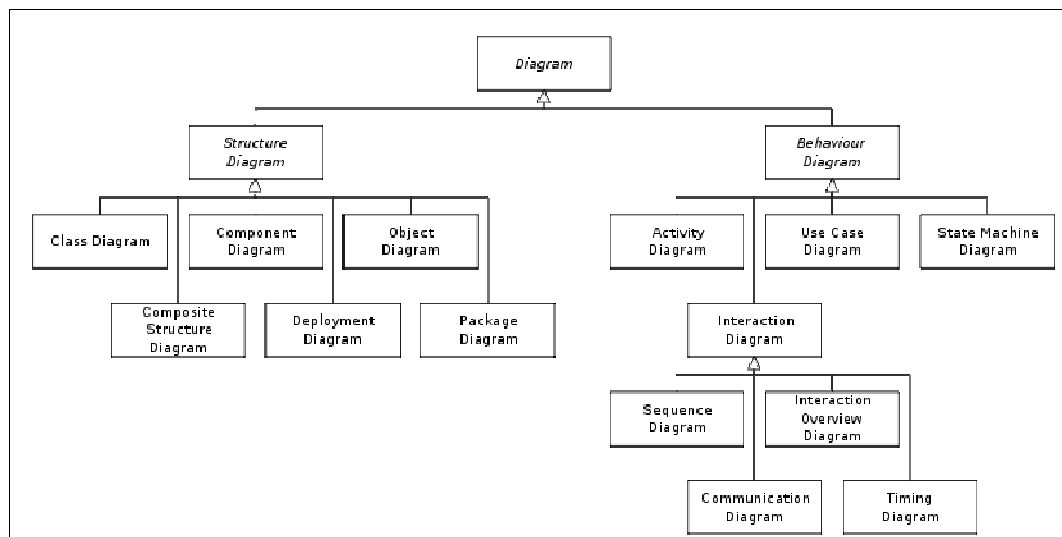 Diagram
Structure
Diagram
Behaviour
Diagram
Class Diagram
Component
Diagram
Object
Diagram
Activity
Diagram
Use Case
Diagram
State Machine
Diagram
Composite
Structure
Diagram
Deployment
Diagram
Package
Diagram
Interaction
Diagram
Sequence
Diagram
Interaction
Overview
Diagram
Communication
Diagram
Timing
Diagram